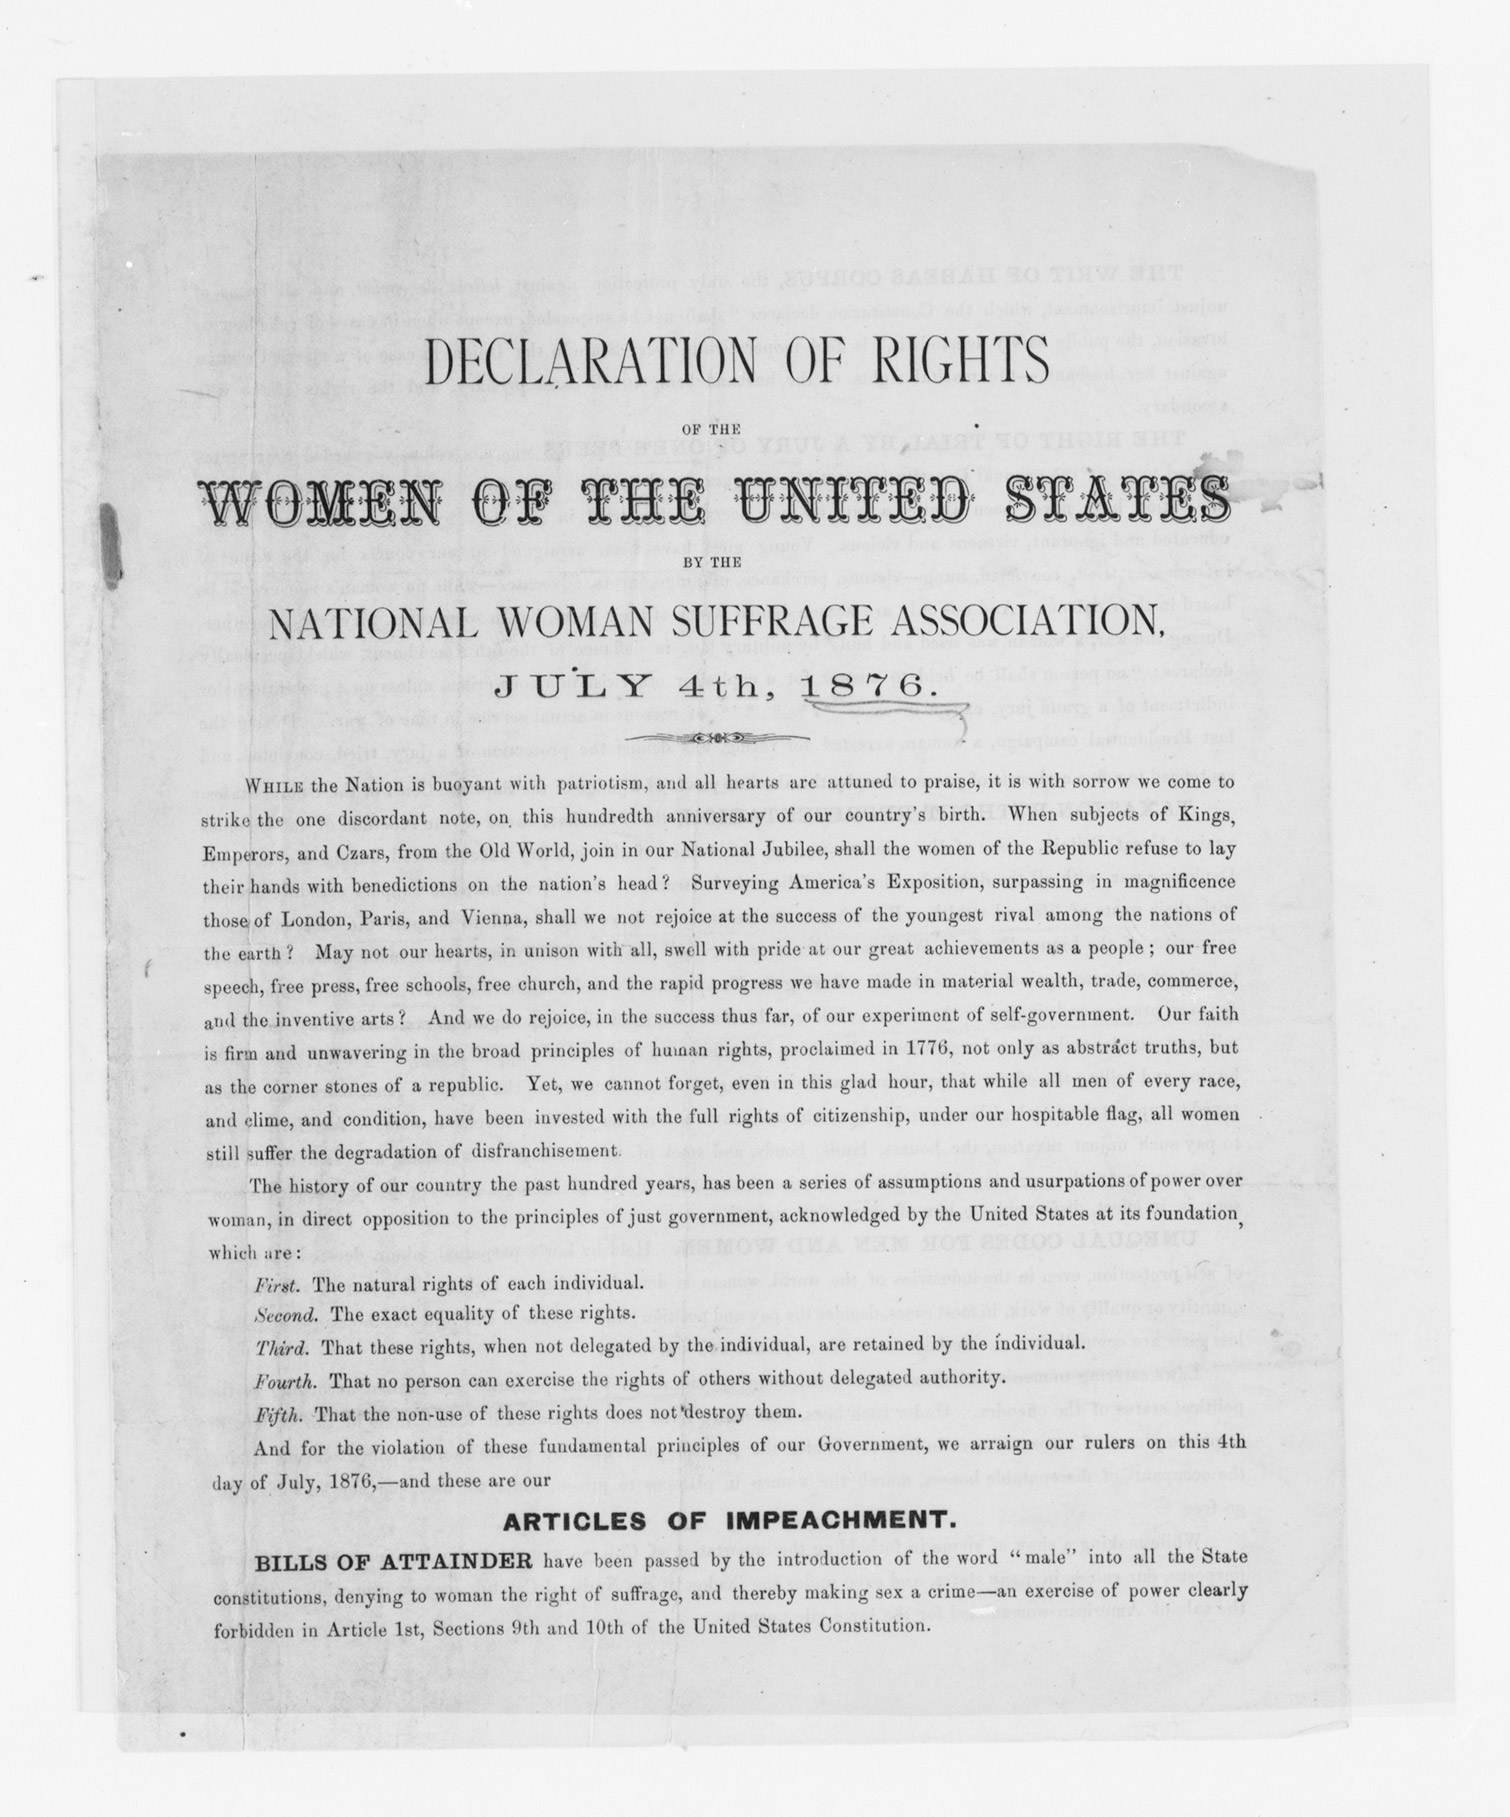 DECLARATION OF RIGHTS
OF THE
WOMEN OF THE UNITED STATES
BY THE
NATIONAL WOMAN SUFFRAGE ASSOCIATION,
JULY 4th, 1876.
WHILE the Nation is buoyant with patriotism, and all hearts are attuned to praise, it is with sorrow we come to
strike the one discordant note, on this hundredth anniversary of our country's birth. When subjects of Kings,
Emperors, and Czars, from the Old World, join in our National Jubilee, shall the women of the Republic refuse to lay
their hands with benedictions on the nation's head? Surveying America's Exposition, surpassing in magnificence
those of London, Paris, and Vienna, shall we not rejoice at the success of the youngest rival among the nations of
the earth? May not our hearts, in unison with all, swell with pride at our great achievements as a people; our free
speech, free press, free schools, free church, and the rapid progress we have made in material wealth, trade, commerce,
and the inventive arts? And we do rejoice, in the success thus far, of our experiment of self-government. Our faith
is firm and unwavering in the broad principles of human rights, proclaimed in 1776, not only as abstract truths, but
as the corner stones of a republic. Yet, we cannot forget, even in this glad hour, that while all men of every race,
and clime, and condition, have been invested with the full rights of citizenship, under our hospitable flag, all women
still suffer the degradation of disfranchisement.
The history of our country the past hundred years, has been a series of assumptions and usurpations of power over
woman, in direct opposition to the principles of just government, acknowledged by the United States at its foundation,
which are:
First. The natural rights of each individual.
Second. The exact equality of these rights.
Third. That these rights, when not delegated by the individual, are retained by the individual.
Fourth. That no person can exercise the rights of others without delegated authority.
Fifth. That the non-use of these rights does not destroy them.
And for the violation of these fundamental principles of our Government, we arraign our rulers on this 4th
day of July, 1876,—and these are our
ARTICLES OF IMPEACHMENT.
BILLS OF ATTAINDER have been passed by the introduction of the word "male" into all the State
constitutions, denying to woman the right of suffrage, and thereby making sex a crime—an exercise of power clearly
forbidden in Article 1st, Sections 9th and 10th of the United States Constitution.